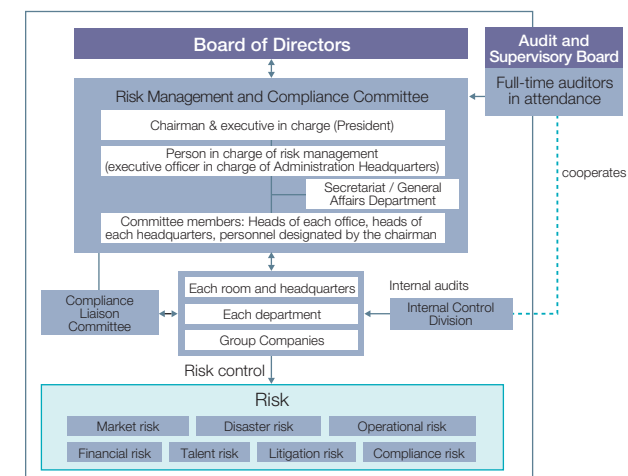 Board of Directors
Audit and
Supervisory Board
Full-time auditors
in attendance
Risk Management and Compliance Committee
Chairman & executive in charge (President)
Person in charge of risk management
(executive officer in charge of Administration Headquarters)
Secretariat / General
Affairs Department
Committee members: Heads of each office, heads of
each headquarters, personnel designated by the chairman
cooperates
Compliance
Liaison
Committee
Each room and headquarters
Each department
Group Companies
Internal audits
Internal Control
Division
Risk control
Risk
Market risk
Disaster risk
Operational risk
Financial risk
Talent risk
Litigation risk
Compliance risk